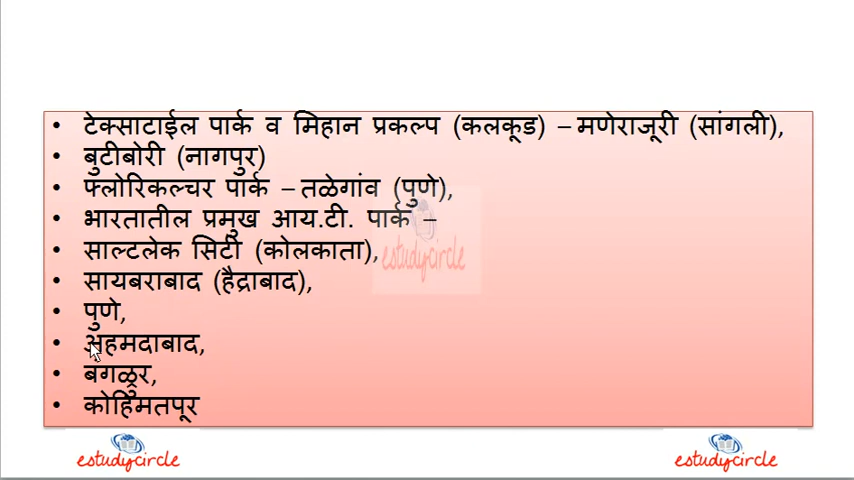 • टेक्साटाईल पार्क व मिहान प्रकल्प (कलकूड) – मणेराजूरी (सांगली),
• बुटीबोरी (नागपुर)
• फ्लोरिकल्चर पार्क – तळेगांव (पुणे),
• भारतातील प्रमुख आय.टी. पार्क –
• साल्टलेक सिटी (कोलकाता),
• सायबराबाद (हैद्राबाद),
• पुणे,
• अहमदाबाद,
• बंगळुरु,
• कोहिमतपूर
estudycircle
estudycircle
estudycircle